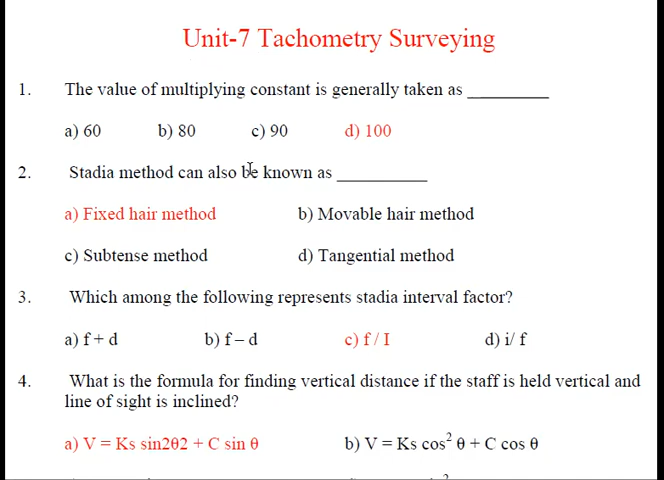 Unit-7 Tachometry Surveying
1. The value of multiplying constant is generally taken as __________
a) 60 b) 80 c) 90 d) 100
2. Stadia method can also be known as ___________
a) Fixed hair method b) Movable hair method
c) Subtense method d) Tangential method
3. Which among the following represents stadia interval factor?
a) f + d b) f – d c) f / I d) i/ f
4. What is the formula for finding vertical distance if the staff is held vertical and
line of sight is inclined?
a) V = Ks sin2θ2 + C sin θ b) V = Ks cos² θ + C cos θ